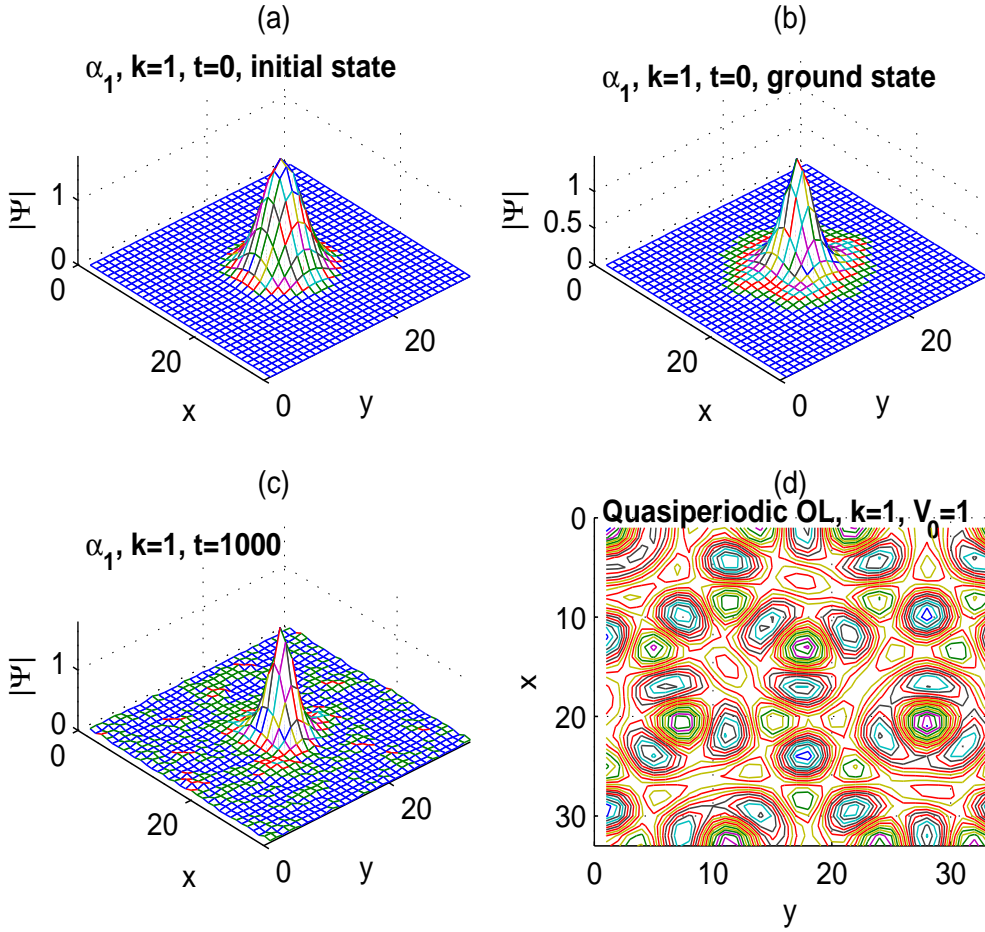 (a)
α1, k=1, t=0, initial state
|Ψ|
1
0
0
20
x
0
20
y
(b)
α1, k=1, t=0, ground state
|Ψ|
1
0.5
0
0
20
x
0
20
y
(c)
α1, k=1, t=1000
|Ψ|
1
0
0
20
x
0
20
y
(d)
Quasiperiodic OL, k=1, V0=1
0
10
20
30
x
0
10
20
30
y